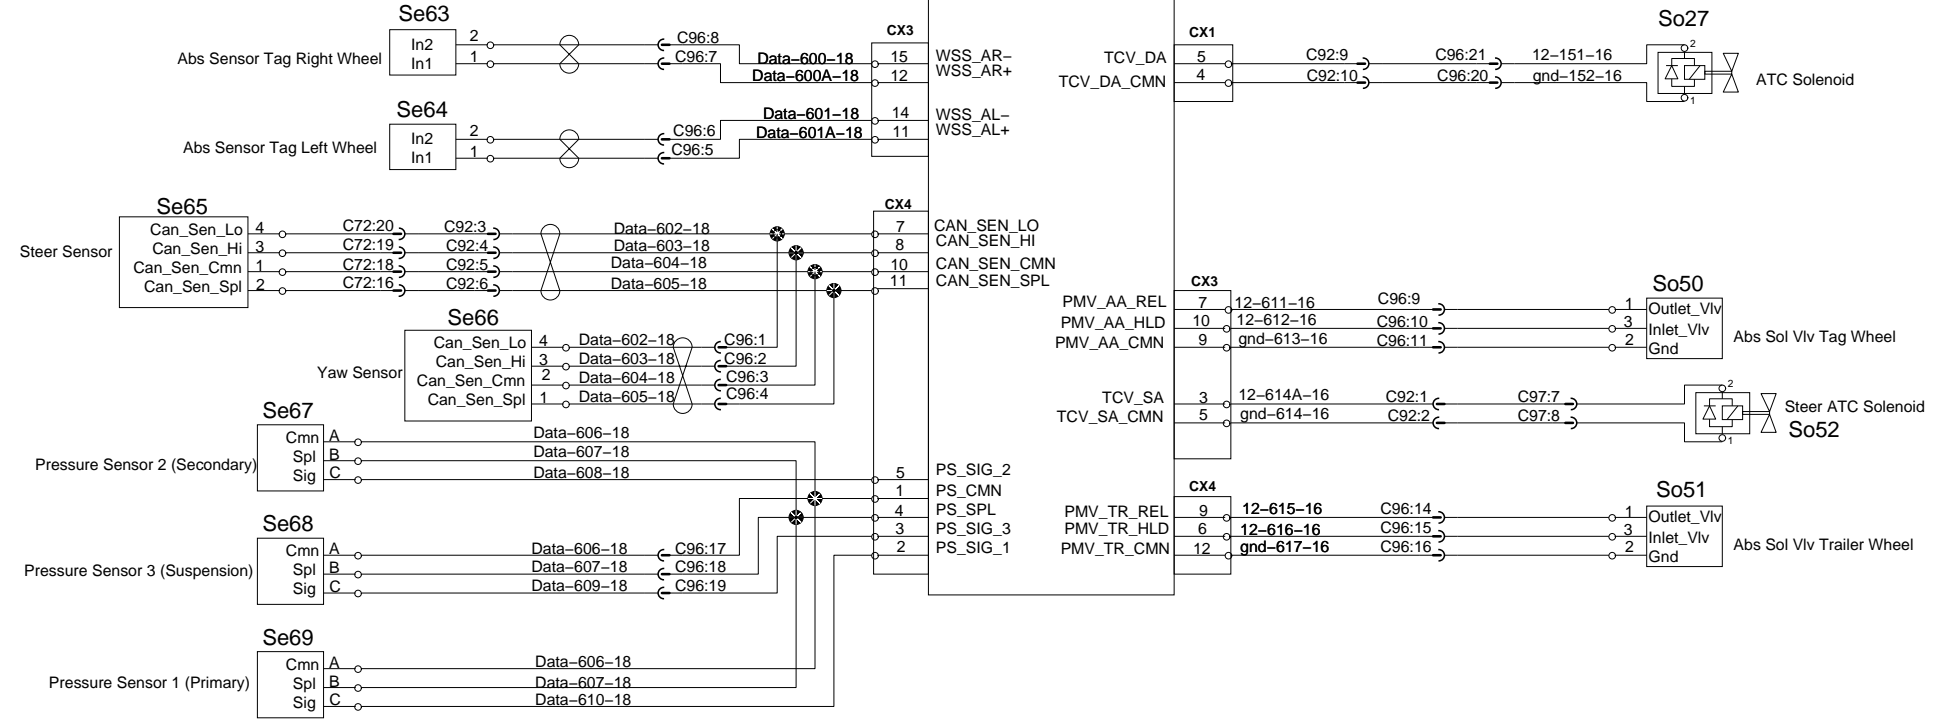 Se63
Abs Sensor Tag Right Wheel
In2 2 C96:8
In1 1 C96:7
CX3
Data–600–18 15 WSS_AR–
Data–600A–18 12 WSS_AR+
Se64
Abs Sensor Tag Left Wheel
In2 2 C96:6 Data–601–18 14 WSS_AL–
In1 1 C96:5 Data–601A–18 11 WSS_AL+
Se65
Steer Sensor
CX4
Can_Sen_Lo 4 C72:20 C92:3 Data–602–18 7 CAN_SEN_LO
Can_Sen_Hi 3 C72:19 C92:4 Data–603–18 8 CAN_SEN_HI
Can_Sen_Cmn 1 C72:18 C92:5 Data–604–18 10 CAN_SEN_CMN
Can_Sen_Spl 2 C72:16 C92:6 Data–605–18 11 CAN_SEN_SPL
Se66
Yaw Sensor
Can_Sen_Lo 4 Data–602–18 C96:1
Can_Sen_Hi 3 Data–603–18 C96:2
Can_Sen_Cmn 2 Data–604–18 C96:3
Can_Sen_Spl 1 Data–605–18 C96:4
Se67
Pressure Sensor 2 (Secondary)
Cmn A Data–606–18
Spl B Data–607–18
Sig C Data–608–18
5 PS_SIG_2
1 PS_CMN
4 PS_SPL
3 PS_SIG_3
2 PS_SIG_1
Se68
Pressure Sensor 3 (Suspension)
Cmn A Data–606–18 C96:17
Spl B Data–607–18 C96:18
Sig C Data–609–18 C96:19
Se69
Pressure Sensor 1 (Primary)
Cmn A Data–606–18
Spl B Data–607–18
Sig C Data–610–18
CX1
So27
TCV_DA 5 C92:9 C96:21 12–151–16 2
TCV_DA_CMN 4 C92:10 C96:20 gnd–152–16 1
ATC Solenoid
CX3
So50
PMV_AA_REL 7 12–611–16 C96:9 1 Outlet_Vlv
PMV_AA_HLD 10 12–612–16 C96:10 3 Inlet_Vlv
PMV_AA_CMN 9 gnd–613–16 C96:11 2 Gnd
Abs Sol Vlv Tag Wheel
TCV_SA 3 12–614A–16 C92:1 C97:7 2
TCV_SA_CMN 5 gnd–614–16 C92:2 C97:8 1
Steer ATC Solenoid
So52
CX4
So51
PMV_TR_REL 9 12–615–16 C96:14 1 Outlet_Vlv
PMV_TR_HLD 6 12–616–16 C96:15 3 Inlet_Vlv
PMV_TR_CMN 12 gnd–617–16 C96:16 2 Gnd
Abs Sol Vlv Trailer Wheel